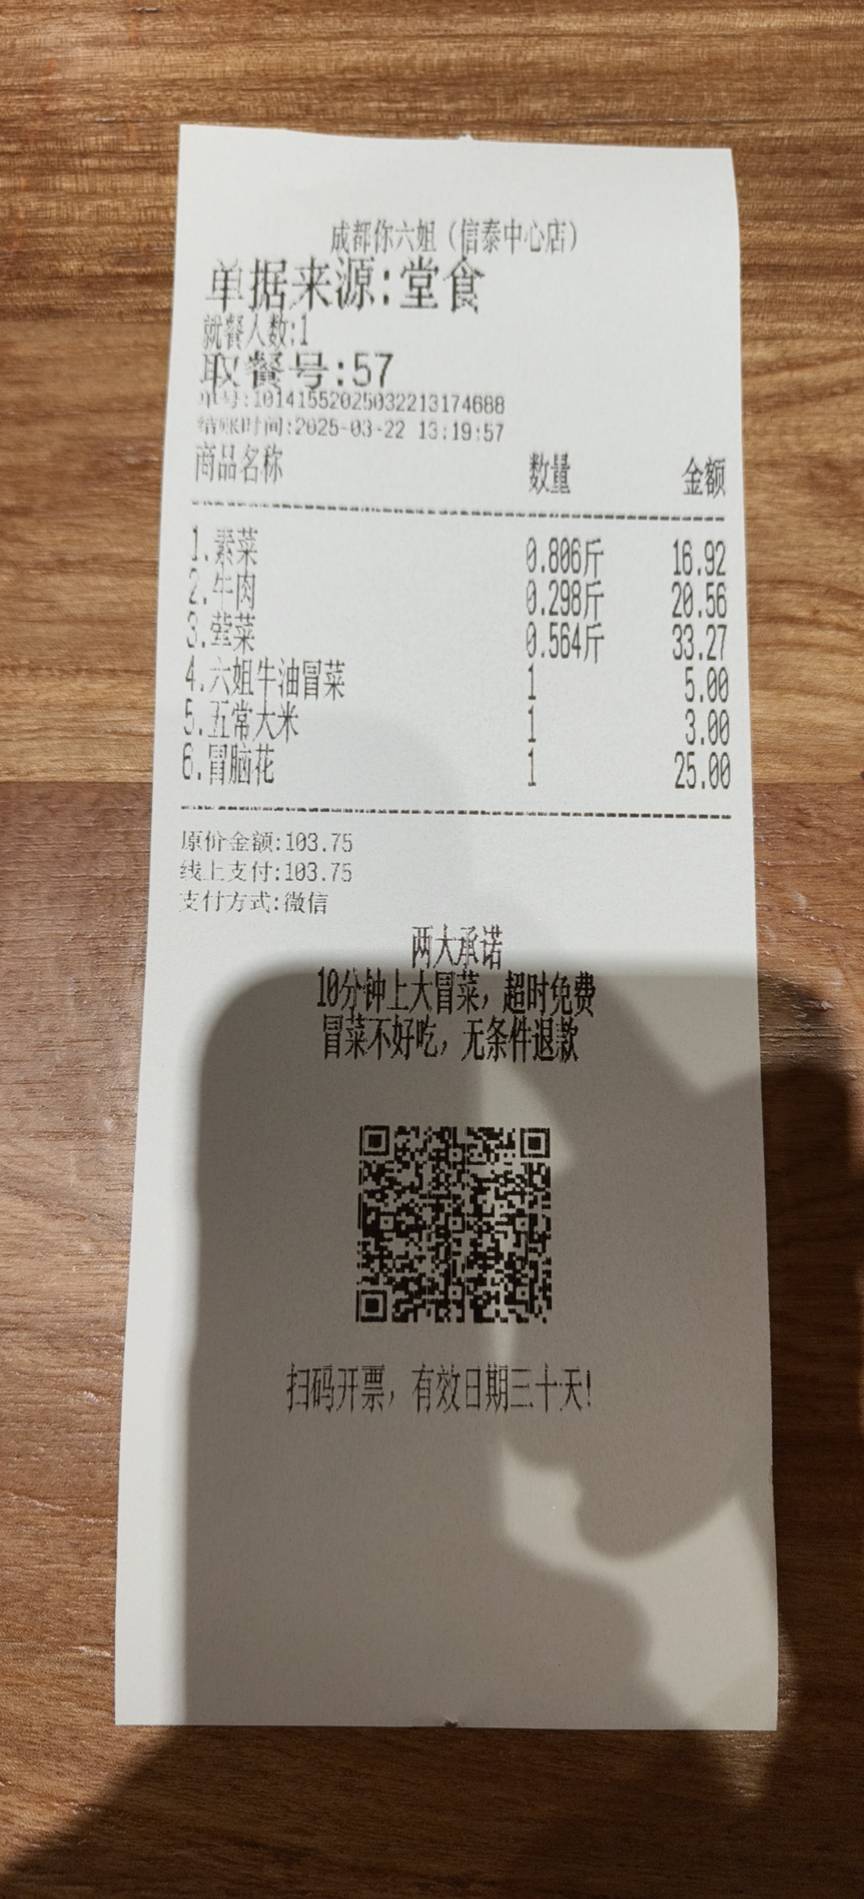 成都你六姐（信泰中心店）
单据来源:堂食
就餐人数:1
取餐号:57
单号:10141552025032213174688
结账时间:2025-03-22 13:19:57
商品名称 数量 金额
1.素菜 0.806斤 16.92
2.牛肉 0.298斤 20.56
3.荤菜 0.564斤 33.27
4.六姐牛油冒菜 1 5.00
5.五常大米 1 3.00
6.冒脑花 1 25.00
原价金额:103.75
线上支付:103.75
支付方式:微信
两大承诺
10分钟上大冒菜，超时免费
冒菜不好吃，无条件退款
扫码开票，有效日期三十天!